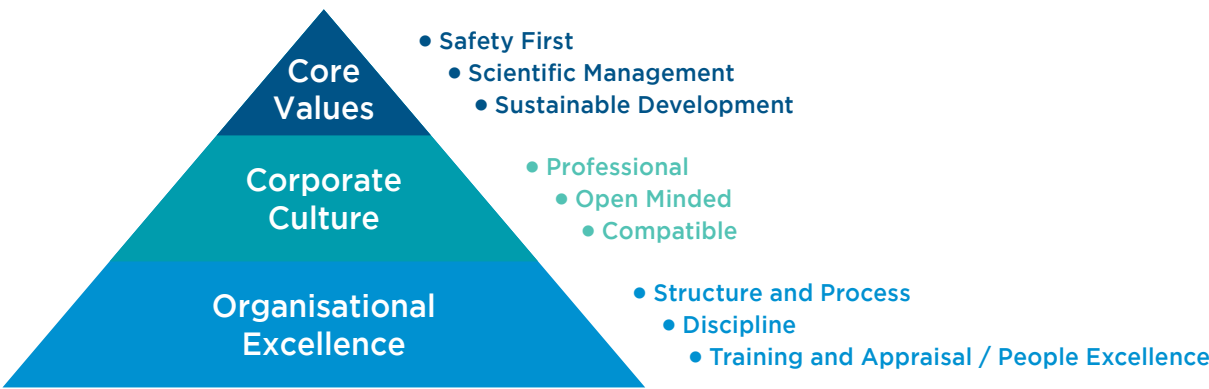 Core
Values
• Safety First
• Scientific Management
• Sustainable Development
Corporate
Culture
• Professional
• Open Minded
• Compatible
Organisational
Excellence
• Structure and Process
• Discipline
• Training and Appraisal / People Excellence